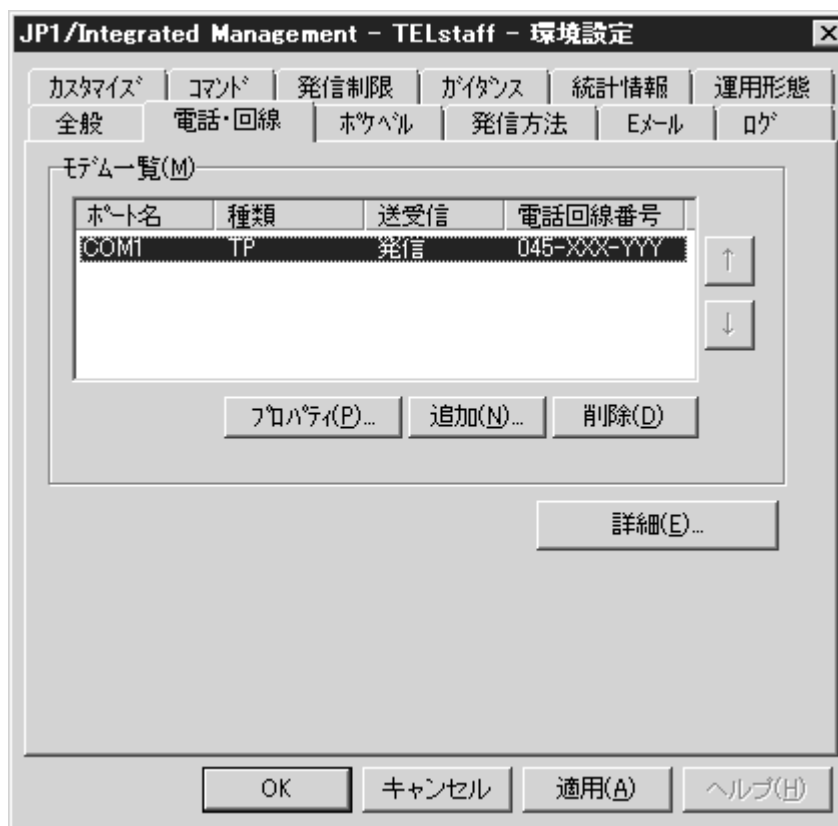 JP1/Integrated Management - TELstaff - 環境設定
ｶｽﾀﾏｲｽﾞ ｺﾏﾝﾄﾞ 発信制限 ｶﾞｲﾀﾞﾝｽ 統計情報 運用形態
全般 電話･回線 ﾎﾟｹﾍﾞﾙ 発信方法 Eﾒｰﾙ ﾛｸﾞ
ﾓﾃﾞﾑ一覧(M)
ﾎﾟｰﾄ名 種類 送受信 電話回線番号
COM1 TP 発信 045-XXX-YYY
↑
↓
ﾌﾟﾛﾊﾟﾃｨ(P)... 追加(N)... 削除(D)
詳細(E)...
OK キャンセル 適用(A) ヘルプ(H)